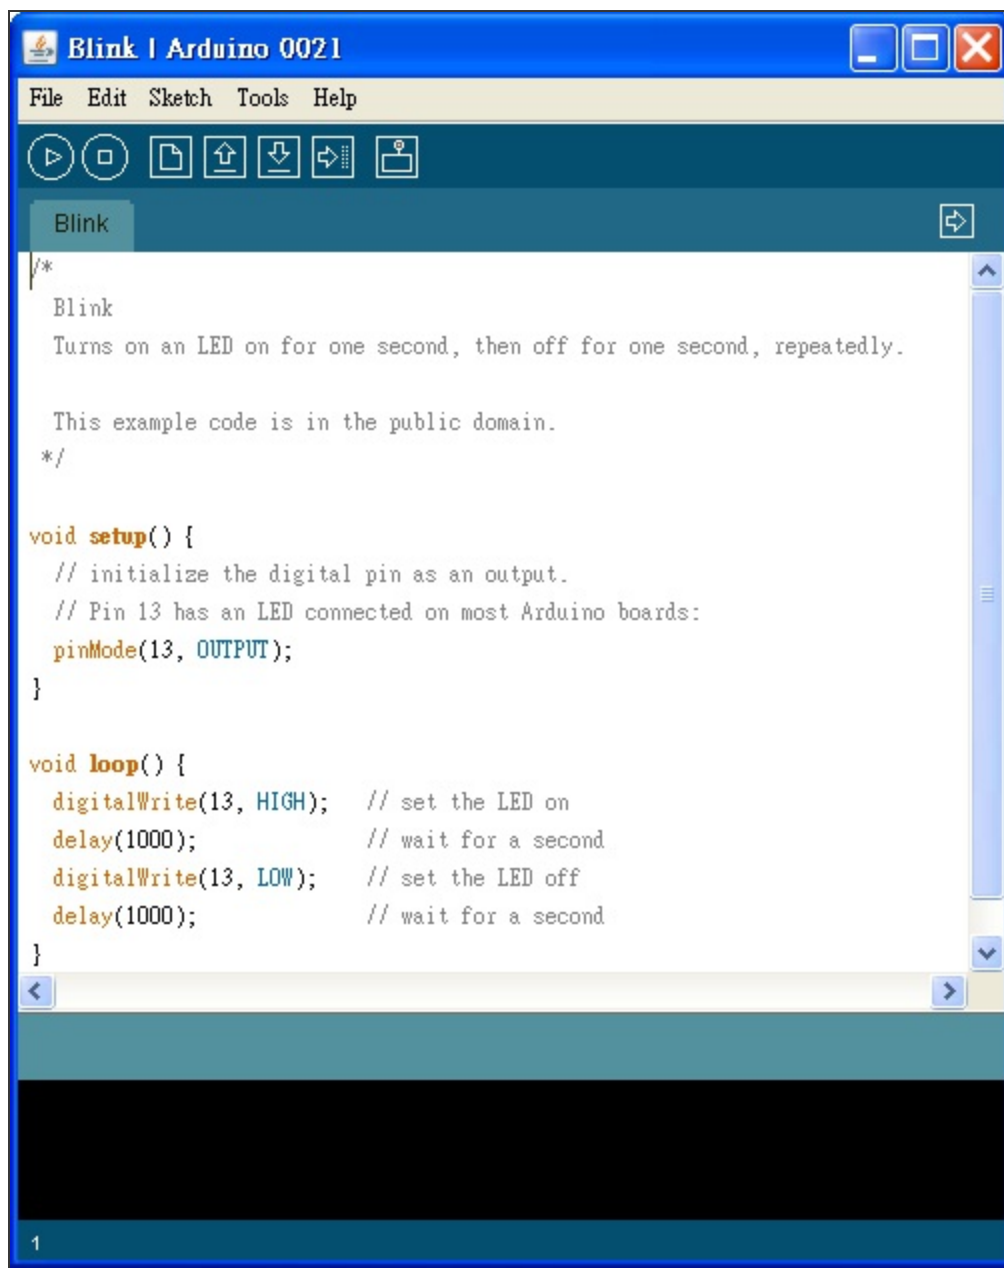 Blink | Arduino 0021
File Edit Sketch Tools Help
Blink
/*
  Blink
  Turns on an LED on for one second, then off for one second, repeatedly.

  This example code is in the public domain.
 */

void setup() {
  // initialize the digital pin as an output.
  // Pin 13 has an LED connected on most Arduino boards:
  pinMode(13, OUTPUT);
}

void loop() {
  digitalWrite(13, HIGH);   // set the LED on
  delay(1000);              // wait for a second
  digitalWrite(13, LOW);    // set the LED off
  delay(1000);              // wait for a second
}
1